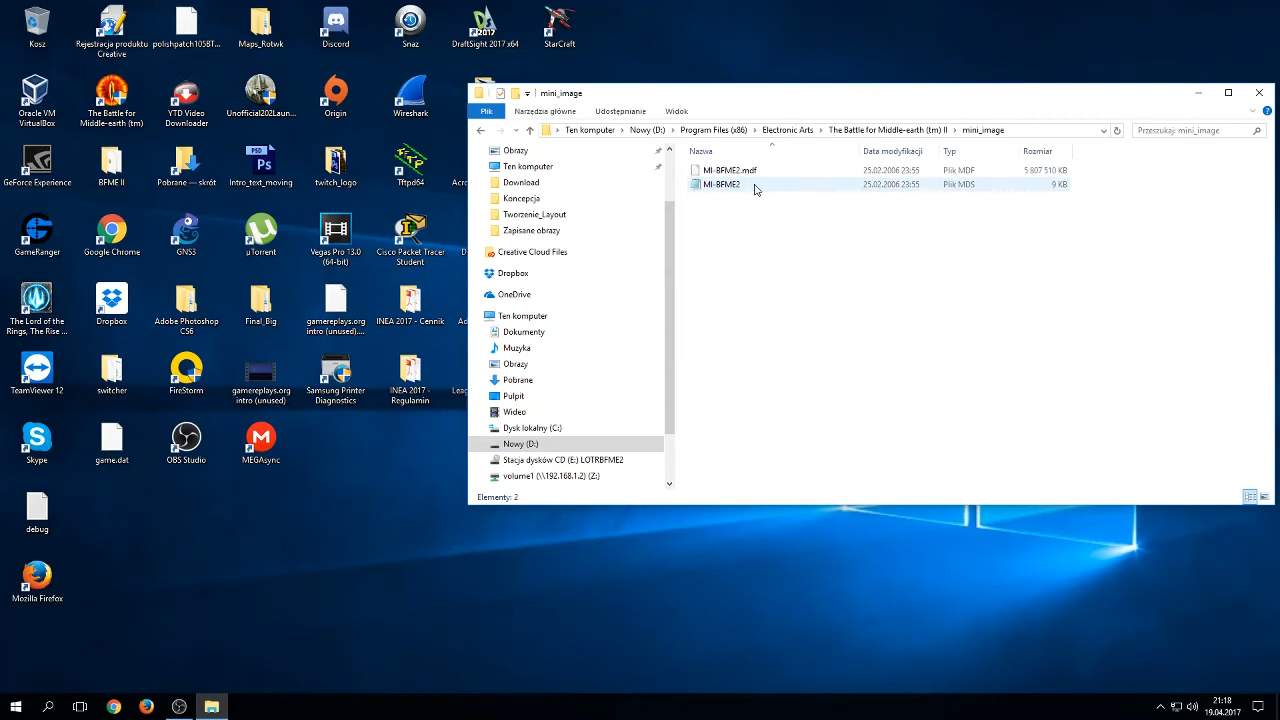 Kosz
Rejestracja produktu
Creative
polishpatch105BT...
Maps_Rotwk
Discord
Snaz
2017
DraftSight 2017 x64
StarCraft
Oracle VM
VirtualBox
The Battle for
Middle-earth (tm)
YTD Video
Downloader
Unofficial202Laun...
Origin
Wireshark
GeForce Experience
BFME II
Pobrane — skrót
PSD
Ps
Intro_text_moving
twitch_logo
Tftpd64
Acro
GameRanger
Google Chrome
GNS3
µTorrent
Vegas Pro 13.0
(64-bit)
Cisco Packet Tracer
Student
D
The Lord of the
Rings, The Rise ...
Dropbox
Adobe Photoshop
CS6
Final_Big
gamereplays.org
intro (unused)....
INEA 2017 - Cennik
Ad
TeamViewer 12
switcher
FireStorm
gamereplays.org
intro (unused)
Samsung Printer
Diagnostics
INEA 2017 -
Regulamin
Leag
Skype
game.dat
OBS Studio
MEGAsync
debug
Mozilla Firefox
mini_image
Plik
Narzędzia główne
Udostępnianie
Widok
Ten komputer
Nowy (D:)
Program Files (x86)
Electronic Arts
The Battle for Middle-earth (tm) II
mini_image
Przeszukaj: mini_image
Obrazy
Ten komputer
Download
Koncepcja
Tworzenie_Layout
Zapisane obrazy
Creative Cloud Files
Dropbox
OneDrive
Ten komputer
Dokumenty
Muzyka
Obrazy
Pobrane
Pulpit
Wideo
Dysk lokalny (C:)
Nowy (D:)
Stacja dysków CD (E:) LOTRBFME2
volume1 (\\192.168.1.2) (Z:)
Nazwa
Data modyfikacji
Typ
Rozmiar
MI-BFME2.mdf
25.02.2006 23:55
Plik MDF
5 807 510 KB
MI-BFME2
25.02.2006 23:55
Plik MDS
9 KB
Elementy: 2
21:18
19.04.2017